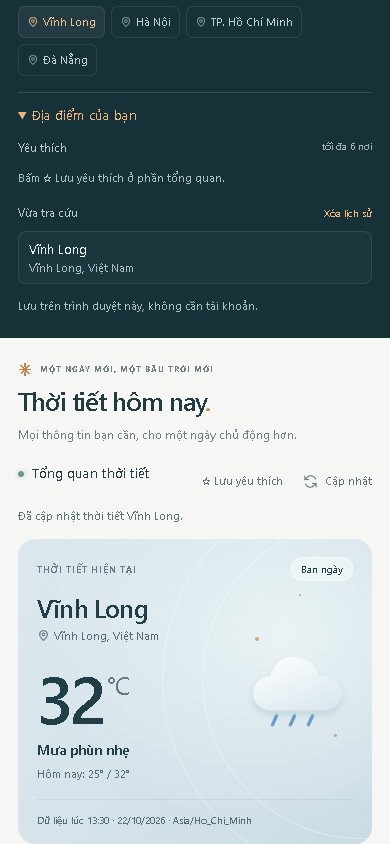 Vĩnh Long
Hà Nội
TP. Hồ Chí Minh
Đà Nẵng
▼ Địa điểm của bạn
Yêu thích
tối đa 6 nơi
Bấm ☆ Lưu yêu thích ở phần tổng quan.
Vừa tra cứu
Xóa lịch sử
Vĩnh Long
Vĩnh Long, Việt Nam
Lưu trên trình duyệt này, không cần tài khoản.
MỘT NGÀY MỚI, MỘT BẦU TRỜI MỚI
Thời tiết hôm nay.
Mọi thông tin bạn cần, cho một ngày chủ động hơn.
Tổng quan thời tiết
☆ Lưu yêu thích
Cập nhật
Đã cập nhật thời tiết Vĩnh Long.
THỜI TIẾT HIỆN TẠI
Ban ngày
Vĩnh Long
Vĩnh Long, Việt Nam
32°C
Mưa phùn nhẹ
Hôm nay: 25° / 32°
Dữ liệu lúc 13:30 · 22/10/2026 · Asia/Ho_Chi_Minh